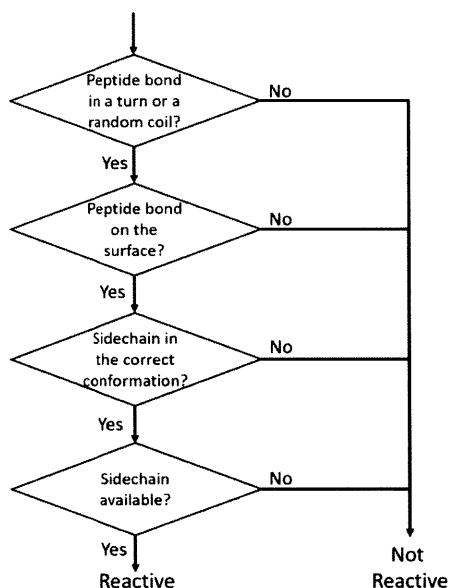 Peptide bond
in a turn or a
random coil?
No
Yes
Peptide bond
on the
surface?
No
Yes
Sidechain in
the correct
conformation?
No
Yes
Sidechain
available?
No
Yes
Reactive
Not
Reactive